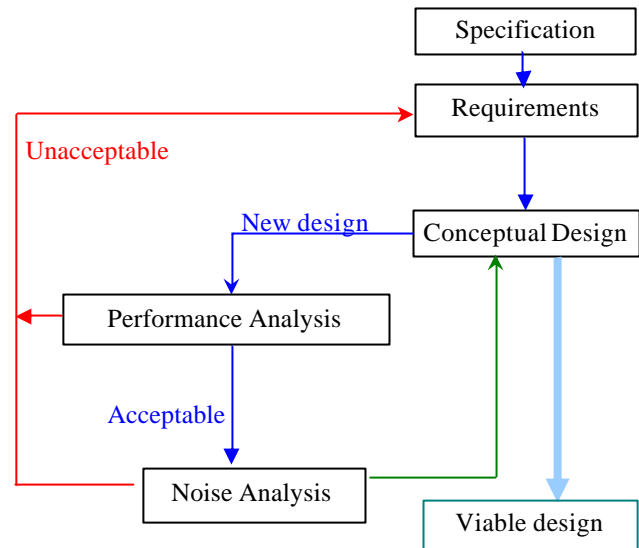 Specification
Requirements
Unacceptable
New design
Conceptual Design
Performance Analysis
Acceptable
Noise Analysis
Viable design